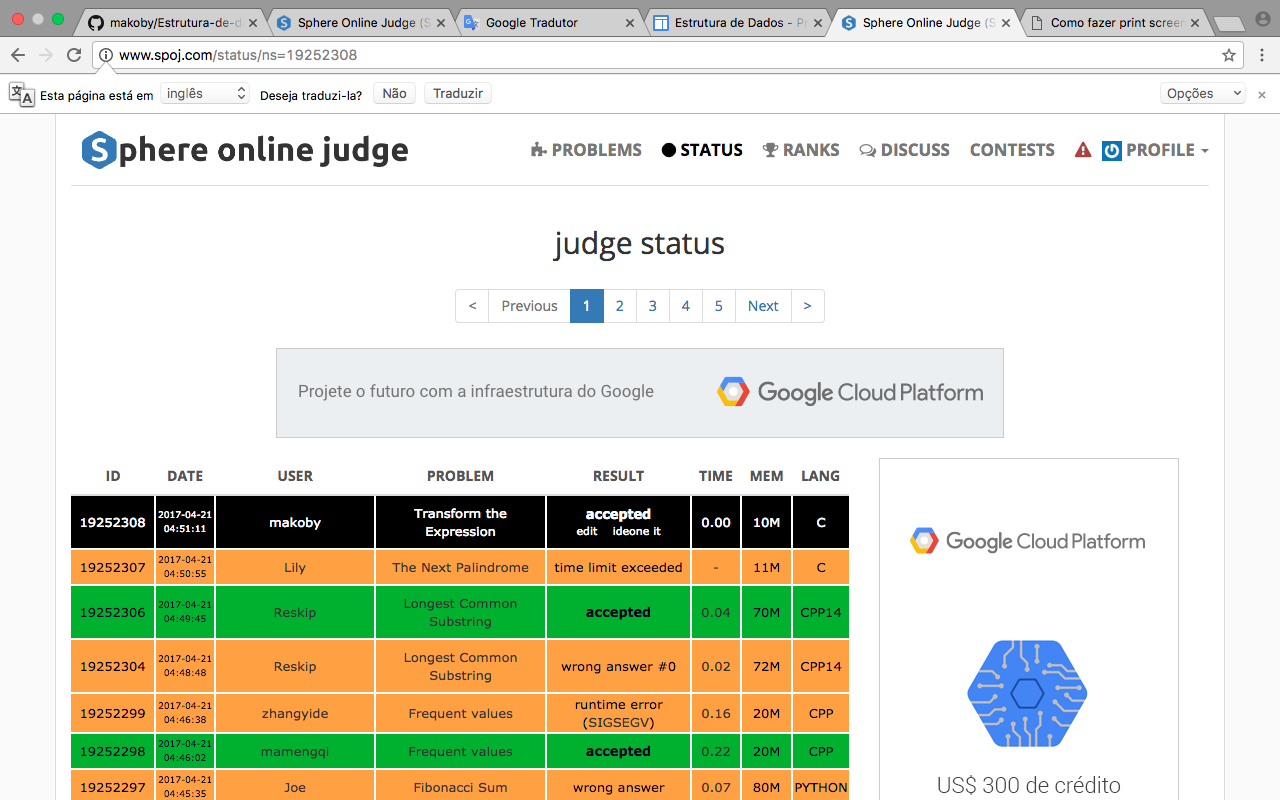 makoby/Estrutura-de-d
Sphere Online Judge (S
Google Tradutor
Estrutura de Dados - Pr
Sphere Online Judge (S
Como fazer print screen
www.spoj.com/status/ns=19252308
Esta página está em inglês Deseja traduzi-la? Não Traduzir Opções
Sphere online judge
PROBLEMS STATUS RANKS DISCUSS CONTESTS PROFILE
judge status
< Previous 1 2 3 4 5 Next >
Projete o futuro com a infraestrutura do Google
Google Cloud Platform
ID DATE USER PROBLEM RESULT TIME MEM LANG
19252308 2017-04-21 04:51:11 makoby Transform the Expression accepted edit ideone it 0.00 10M C
19252307 2017-04-21 04:50:55 Lily The Next Palindrome time limit exceeded - 11M C
19252306 2017-04-21 04:49:45 Reskip Longest Common Substring accepted 0.04 70M CPP14
19252304 2017-04-21 04:48:48 Reskip Longest Common Substring wrong answer #0 0.02 72M CPP14
19252299 2017-04-21 04:46:38 zhangyide Frequent values runtime error (SIGSEGV) 0.16 20M CPP
19252298 2017-04-21 04:46:02 mamengqi Frequent values accepted 0.22 20M CPP
19252297 2017-04-21 04:45:35 Joe Fibonacci Sum wrong answer 0.07 80M PYTHON
Google Cloud Platform
US$ 300 de crédito